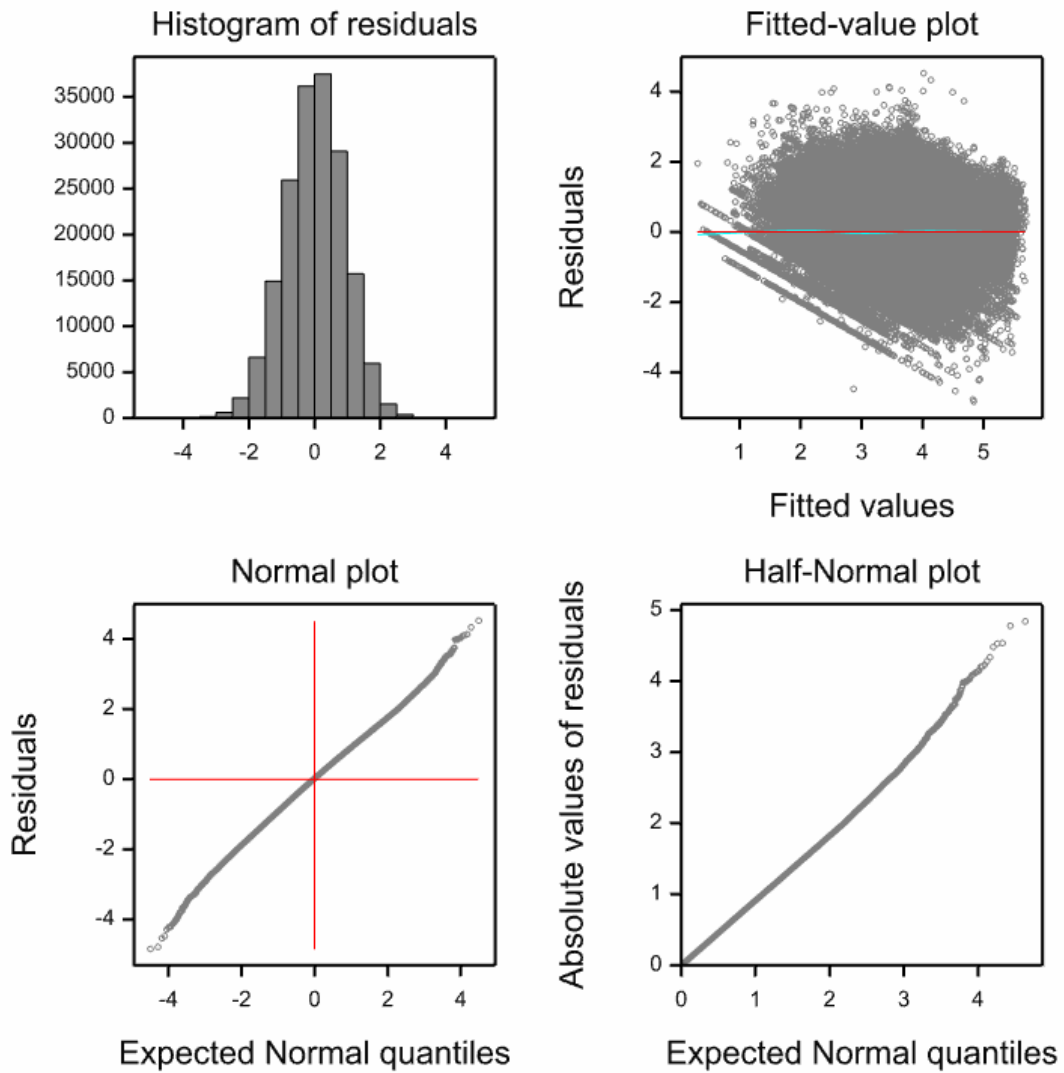 Histogram of residuals
35000
30000
25000
20000
15000
10000
5000
0
-4 -2 0 2 4
Fitted-value plot
Residuals
4
2
0
-2
-4
1 2 3 4 5
Fitted values
Normal plot
Residuals
4
2
0
-2
-4
-4 -2 0 2 4
Expected Normal quantiles
Half-Normal plot
Absolute values of residuals
5
4
3
2
1
0
0 1 2 3 4
Expected Normal quantiles